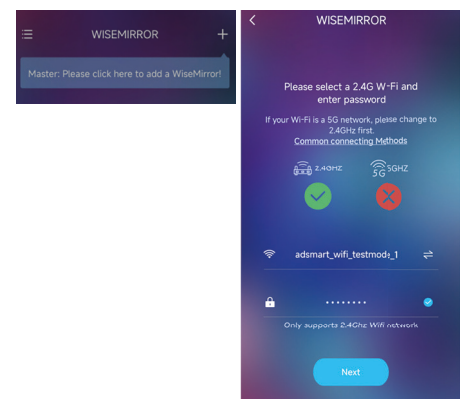 WISEMIRROR
Master: Please click here to add a WiseMirror!
WISEMIRROR
Please select a 2.4G W-Fi and
enter password
If your Wi-Fi is a 5G network, please change to
2.4GHz first.
Common connecting Methods
2.4GHZ
5G 5GHZ
adsmart_wifi_testmode_1
Only supports 2.4Ghz Wifi network
Next